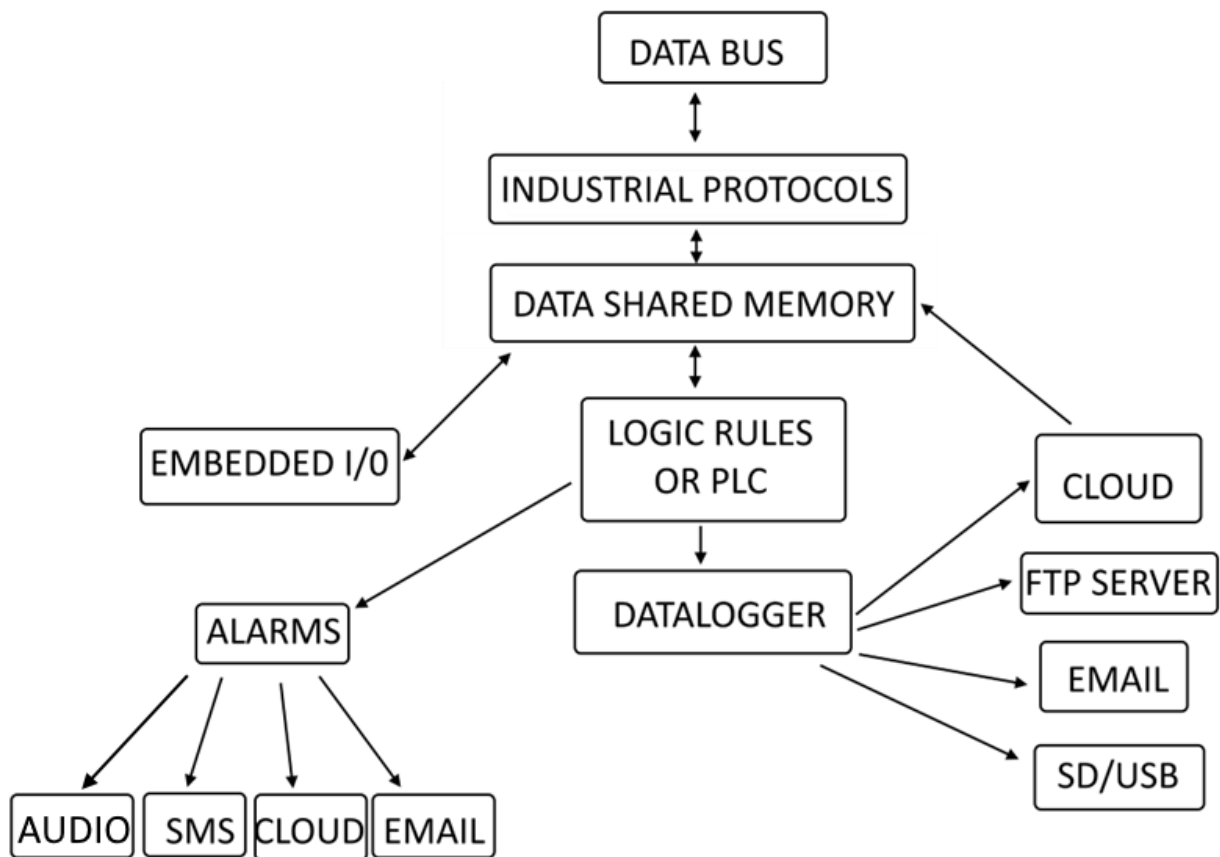 DATA BUS
INDUSTRIAL PROTOCOLS
DATA SHARED MEMORY
LOGIC RULES
OR PLC
EMBEDDED I/0
CLOUD
FTP SERVER
DATALOGGER
ALARMS
EMAIL
SD/USB
AUDIO
SMS
CLOUD
EMAIL